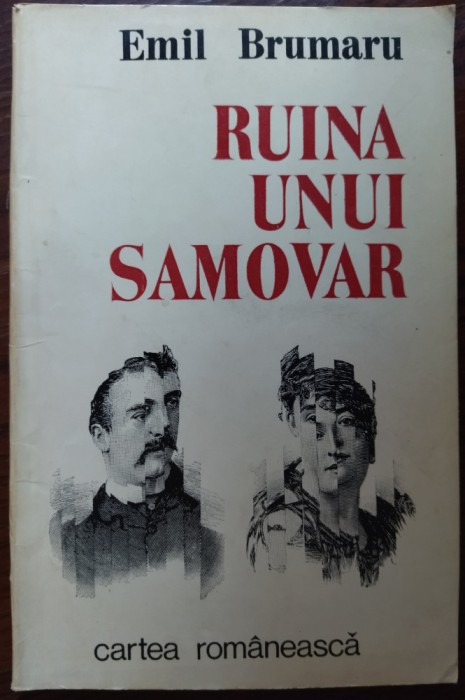 Emil Brumaru
RUINA
UNUI
SAMOVAR
cartea românească